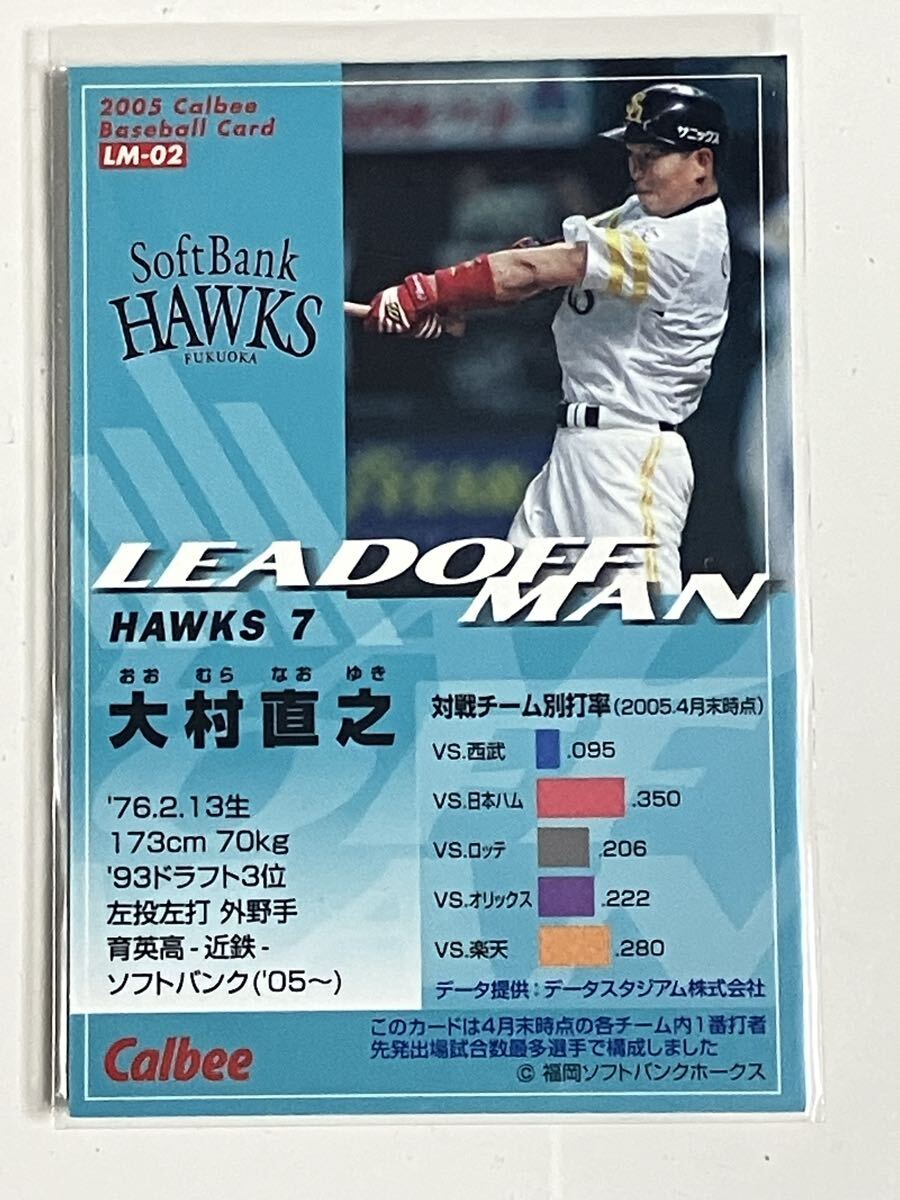 2005 Calbee
Baseball Card
LM-02
サニックス
SoftBank
HAWKS
FUKUOKA
LEADOFF
MAN
HAWKS 7
おお むら なお ゆき
大村直之
'76.2.13生
173cm 70kg
'93ドラフト3位
左投左打 外野手
育英高-近鉄-
ソフトバンク('05～)
対戦チーム別打率(2005.4月末時点)
VS.西武 .095
VS.日本ハム .350
VS.ロッテ .206
VS.オリックス .222
VS.楽天 .280
データ提供：データスタジアム株式会社
このカードは4月末時点の各チーム内1番打者
先発出場試合数最多選手で構成しました
© 福岡ソフトバンクホークス
Calbee